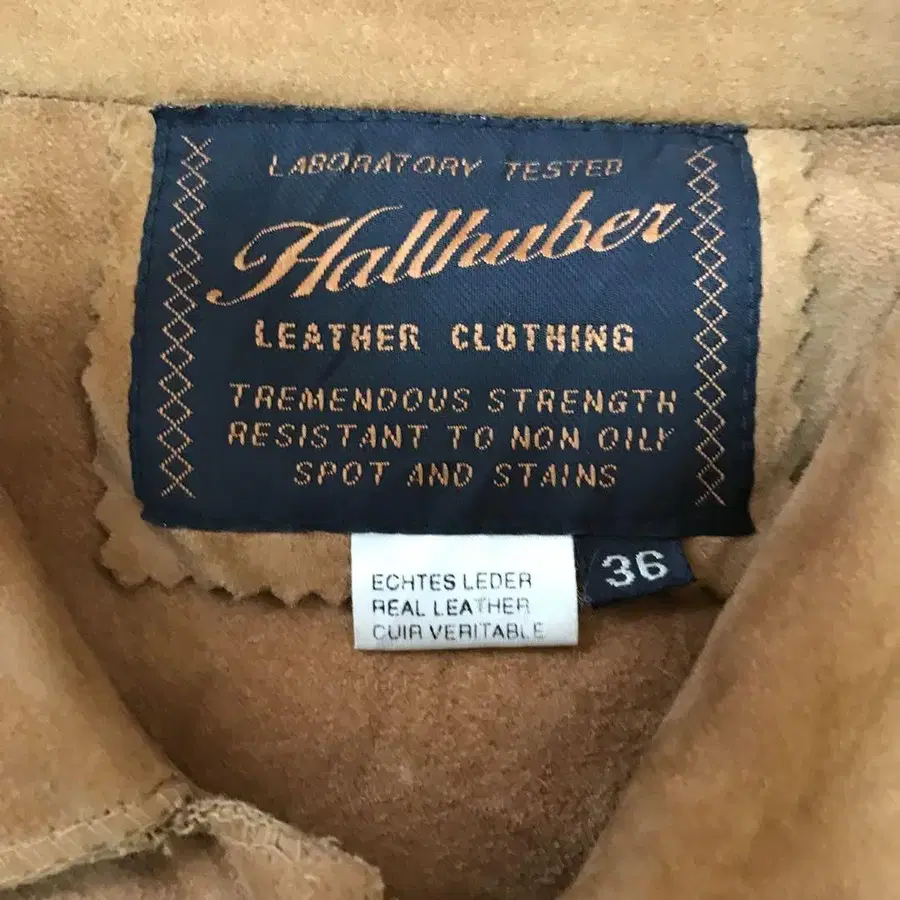 LABORATORY TESTED
Hallhuber
LEATHER CLOTHING
TREMENDOUS STRENGTH
RESISTANT TO NON OILY
SPOT AND STAINS
36
ECHTES LEDER
REAL LEATHER
CUIR VERITABLE